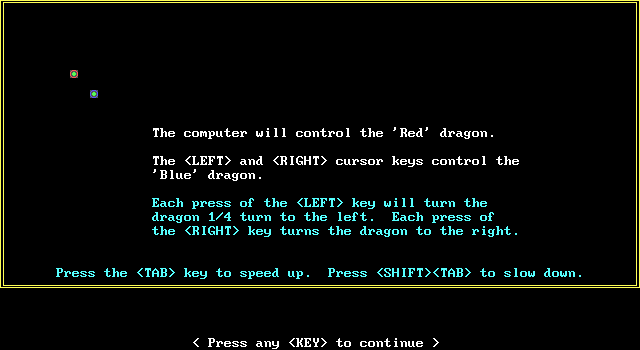 The computer will control the 'Red' dragon.
The <LEFT> and <RIGHT> cursor keys control the
'Blue' dragon.
Each press of the <LEFT> key will turn the
dragon 1/4 turn to the left.  Each press of
the <RIGHT> key turns the dragon to the right.
Press the <TAB> key to speed up.  Press <SHIFT><TAB> to slow down.
< Press any <KEY> to continue >